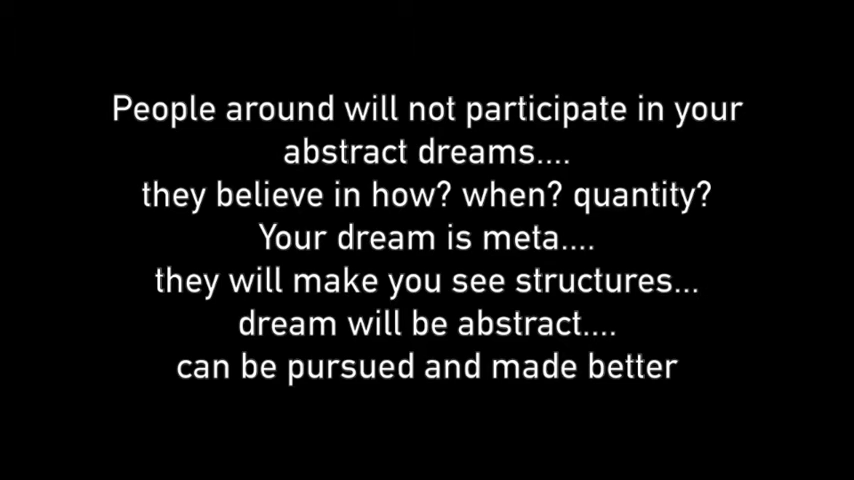 People around will not participate in your
abstract dreams....
they believe in how? when? quantity?
Your dream is meta....
they will make you see structures...
dream will be abstract....
can be pursued and made better